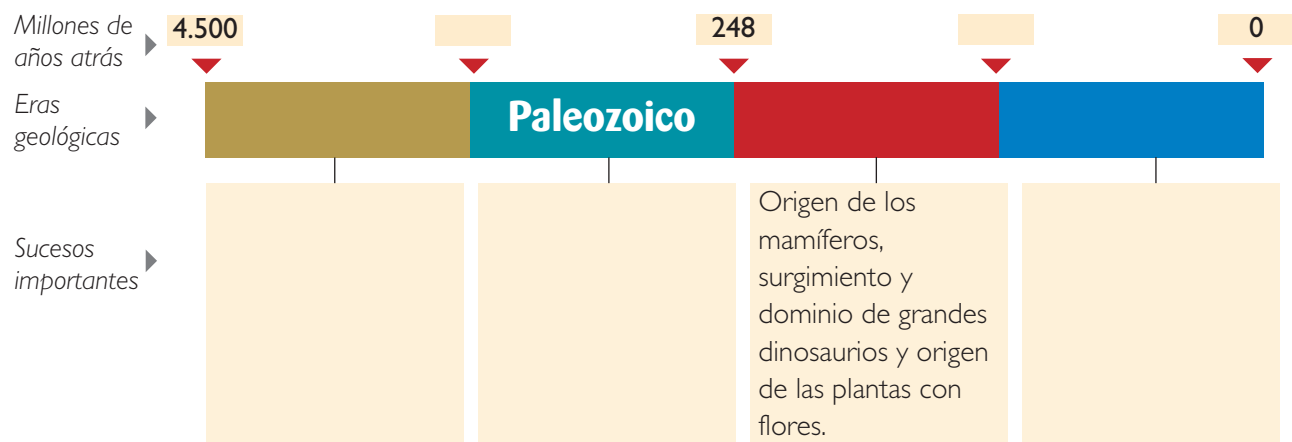 Millones de
años atrás
4.500
248
0
Eras
geológicas
Paleozoico
Sucesos
importantes
Origen de los
mamíferos,
surgimiento y
dominio de grandes
dinosaurios y origen
de las plantas con
flores.